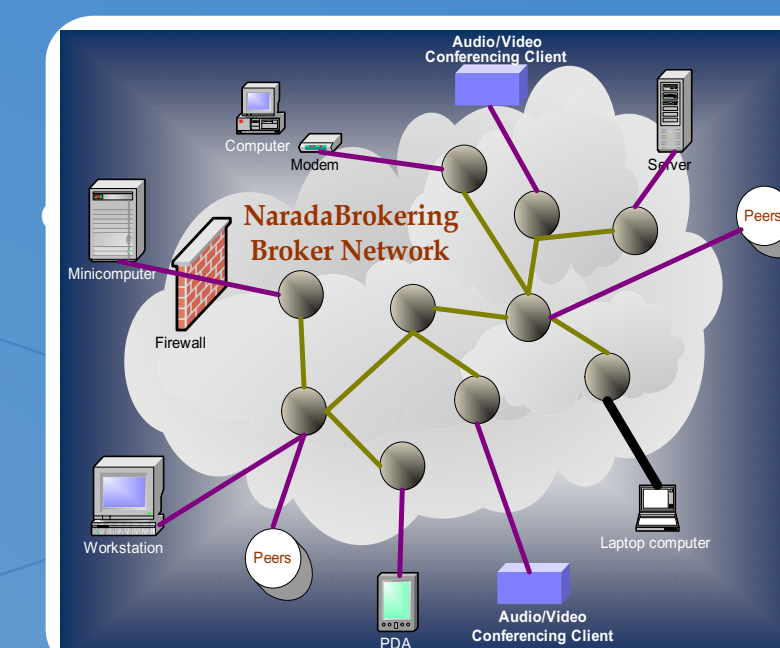 Audio/Video
Conferencing Client
Computer
Modem
Server
NaradaBrokering
Broker Network
Peers
Minicomputer
Firewall
Workstation
Peers
Laptop computer
PDA
Audio/Video
Conferencing Client